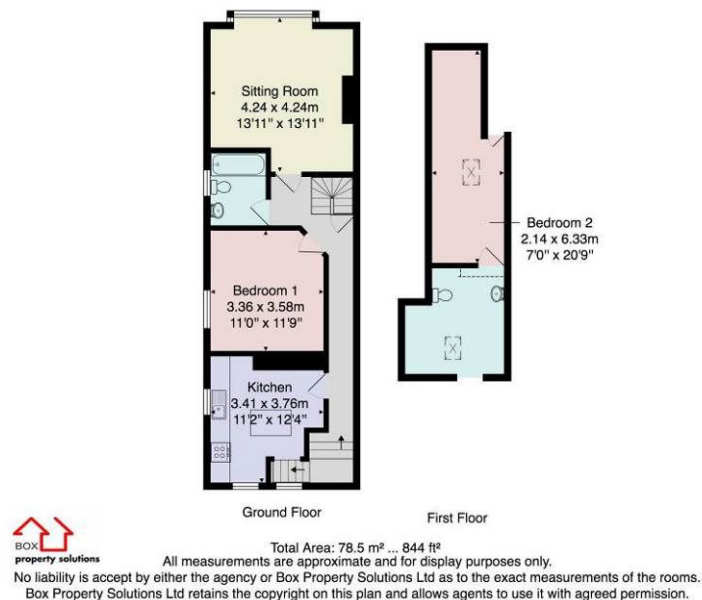 Sitting Room
4.24 x 4.24m
13'11" x 13'11"
Bedroom 1
3.36 x 3.58m
11'0" x 11'9"
Kitchen
3.41 x 3.76m
11'2" x 12'4"
Ground Floor
Bedroom 2
2.14 x 6.33m
7'0" x 20'9"
First Floor
BOX
property solutions
Total Area: 78.5 m² ... 844 ft²
All measurements are approximate and for display purposes only.
No liability is accept by either the agency or Box Property Solutions Ltd as to the exact measurements of the rooms.
Box Property Solutions Ltd retains the copyright on this plan and allows agents to use it with agreed permission.